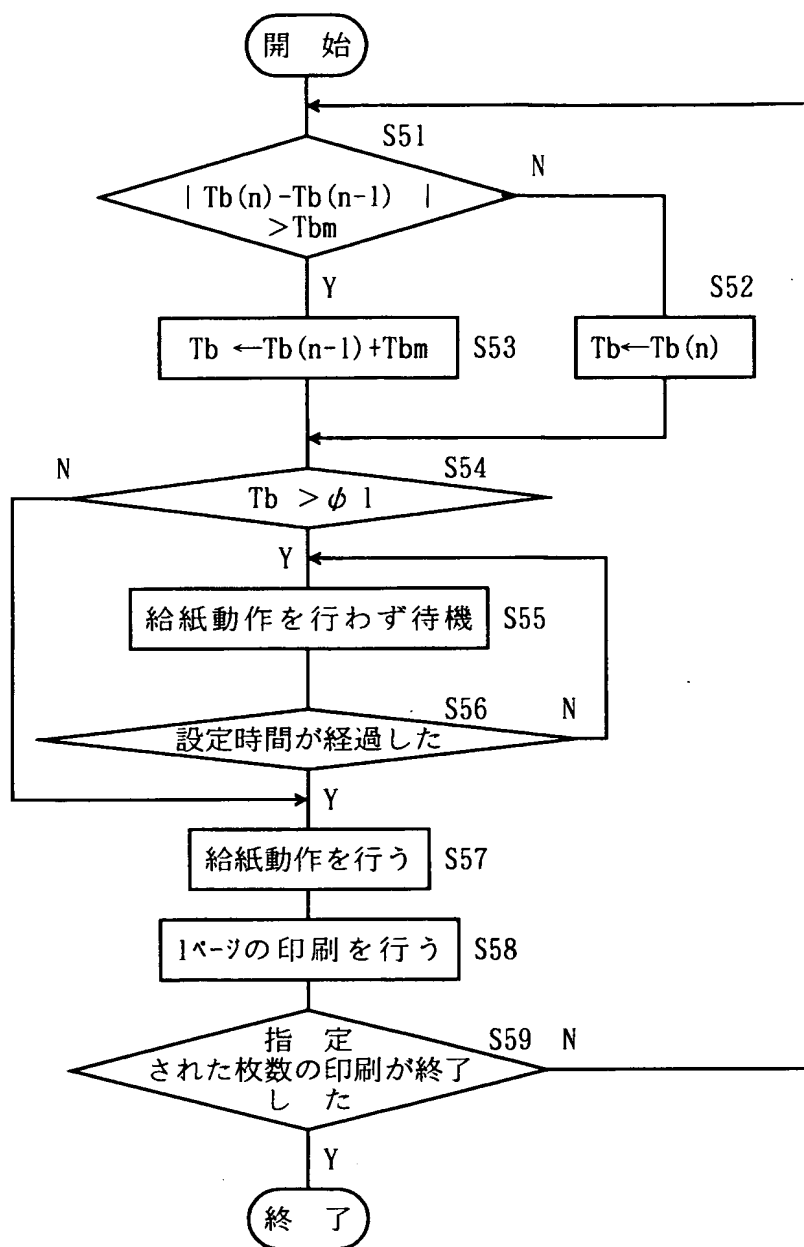 開 始
S51
| Tb(n)-Tb(n-1) |
>Tbm
N
Y
S52
Tb ←Tb(n-1)+Tbm
S53
Tb←Tb(n)
N
S54
Tb >φ1
Y
給紙動作を行わず待機
S55
S56
N
設定時間が経過した
Y
給紙動作を行う
S57
1ページの印刷を行う
S58
指 定
された枚数の印刷が終了
し た
S59
N
Y
終 了